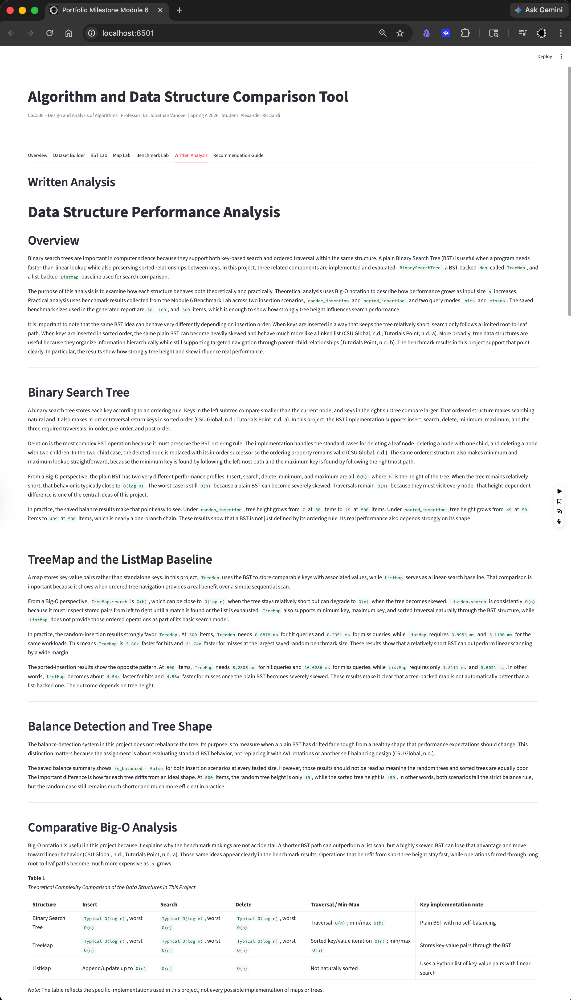 Portfolio Milestone Module 6
Ask Gemini
localhost:8501
Deploy
Algorithm and Data Structure Comparison Tool
CSC506 – Design and Analysis of Algorithms | Professor: Dr. Jonathan Vanover | Spring A 2026 | Student: Alexander Ricciardi
Overview Dataset Builder BST Lab Map Lab Benchmark Lab Written Analysis Recommendation Guide
Written Analysis
Data Structure Performance Analysis
Overview
Binary search trees are important in computer science because they support both key-based search and ordered traversal within the same structure. A plain Binary Search Tree (BST) is useful when a program needs
faster-than-linear lookup while also preserving sorted relationships between keys. In this project, three related components are implemented and evaluated: BinarySearchTree , a BST-backed Map called TreeMap , and
a list-backed ListMap baseline used for search comparison.
The purpose of this analysis is to examine how each structure behaves both theoretically and practically. Theoretical analysis uses Big-O notation to describe how performance grows as input size n increases.
Practical analysis uses benchmark results collected from the Module 6 Benchmark Lab across two insertion scenarios, random_insertion and sorted_insertion , and two query modes, hits and misses . The saved
benchmark sizes used in the generated report are 50 , 100 , and 500 items, which is enough to show how strongly tree height influences search performance.
It is important to note that the same BST idea can behave very differently depending on insertion order. When keys are inserted in a way that keeps the tree relatively short, search only follows a limited root-to-leaf
path. When keys are inserted in sorted order, the same plain BST can become heavily skewed and behave much more like a linked list (CSU Global, n.d.; Tutorials Point, n.d.-a). More broadly, tree data structures are
useful because they organize information hierarchically while still supporting targeted navigation through parent-child relationships (Tutorials Point, n.d.-b). The benchmark results in this project support that point
clearly. In particular, the results show how strongly tree height and skew influence real performance.
Binary Search Tree
A binary search tree stores each key according to an ordering rule. Keys in the left subtree compare smaller than the current node, and keys in the right subtree compare larger. That ordered structure makes searching
natural and it also makes in-order traversal return keys in sorted order (CSU Global, n.d.; Tutorials Point, n.d.-a). In this project, the BST implementation supports insert, search, delete, minimum, maximum, and the
three required traversals: in-order, pre-order, and post-order.
Deletion is the most complex BST operation because it must preserve the BST ordering rule. The implementation handles the standard cases for deleting a leaf node, deleting a node with one child, and deleting a node
with two children. In the two-child case, the deleted node is replaced with its in-order successor so the ordering property remains valid (CSU Global, n.d.). The same ordered structure also makes minimum and
maximum lookup straightforward, because the minimum key is found by following the leftmost path and the maximum key is found by following the rightmost path.
From a Big-O perspective, the plain BST has two very different performance profiles. Insert, search, delete, minimum, and maximum are all O(h) , where h is the height of the tree. When the tree remains relatively
short, that behavior is typically close to O(log n) . The worst case is still O(n) because a plain BST can become severely skewed. Traversals remain O(n) because they must visit every node. That height-dependent
difference is one of the central ideas of this project.
In practice, the saved balance results make that point easy to see. Under random_insertion , tree height grows from 7 at 50 items to 19 at 500 items. Under sorted_insertion , tree height grows from 49 at 50
items to 499 at 500 items, which is nearly a one-branch chain. These results show that a BST is not just defined by its ordering rule. Its real performance also depends strongly on its shape.
TreeMap and the ListMap Baseline
A map stores key-value pairs rather than standalone keys. In this project, TreeMap uses the BST to store comparable keys with associated values, while ListMap serves as a linear-search baseline. That comparison is
important because it shows when ordered tree navigation provides a real benefit over a simple sequential scan.
From a Big-O perspective, TreeMap.search is O(h) , which can be close to O(log n) when the tree stays relatively short but can degrade to O(n) when the tree becomes skewed. ListMap.search is consistently O(n)
because it must inspect stored pairs from left to right until a match is found or the list is exhausted. TreeMap also supports minimum key, maximum key, and sorted traversal naturally through the BST structure, while
ListMap does not provide those ordered operations as part of its basic search model.
In practice, the random-insertion results strongly favor TreeMap . At 500 items, TreeMap needs 0.6878 ms for hit queries and 0.2351 ms for miss queries, while ListMap requires 3.8953 ms and 5.1100 ms for the
same workloads. This means TreeMap is 5.66x faster for hits and 21.74x faster for misses at the largest saved random benchmark size. These results show that a relatively short BST can outperform linear scanning
by a wide margin.
The sorted-insertion results show the opposite pattern. At 500 items, TreeMap needs 8.2306 ms for hit queries and 16.0256 ms for miss queries, while ListMap requires only 1.8111 ms and 3.5021 ms . In other
words, ListMap becomes about 4.54x faster for hits and 4.58x faster for misses once the plain BST becomes severely skewed. These results make it clear that a tree-backed map is not automatically better than a
list-backed one. The outcome depends on tree height.
Balance Detection and Tree Shape
The balance-detection system in this project does not rebalance the tree. Its purpose is to measure when a plain BST has drifted far enough from a healthy shape that performance expectations should change. This
distinction matters because the assignment is about evaluating standard BST behavior, not replacing it with AVL rotations or another self-balancing design (CSU Global, n.d.).
The saved balance summary shows is_balanced = False for both insertion scenarios at every tested size. However, those results should not be read as meaning the random trees and sorted trees are equally poor.
The important difference is how far each tree drifts from an ideal shape. At 500 items, the random tree height is only 19 , while the sorted tree height is 499 . In other words, both scenarios fail the strict balance rule,
but the random case still remains much shorter and much more efficient in practice.
Comparative Big-O Analysis
Big-O notation is useful in this project because it explains why the benchmark rankings are not accidental. A shorter BST path can outperform a list scan, but a highly skewed BST can lose that advantage and move
toward linear behavior (CSU Global, n.d.; Tutorials Point, n.d.-a). Those same ideas appear clearly in the benchmark results. Operations that benefit from short tree height stay fast, while operations forced through long
root-to-leaf paths become much more expensive as n grows.
Table 1
Theoretical Complexity Comparison of the Data Structures in This Project
Structure Insert Search Delete Traversal / Min-Max Key implementation note
Binary Search Tree Typical O(log n) , worst O(n) Typical O(log n) , worst O(n) Typical O(log n) , worst O(n) Traversal O(n) ; min/max O(h) Plain BST with no self-balancing
TreeMap Typical O(log n) , worst O(n) Typical O(log n) , worst O(n) Typical O(log n) , worst O(n) Sorted key/value iteration O(n) ; min/max O(h) Stores key-value pairs through the BST
ListMap Append/update up to O(n) O(n) O(n) Not naturally sorted Uses a Python list of key-value pairs with linear search
Note: The table reflects the specific implementations used in this project, not every possible implementation of maps or trees.